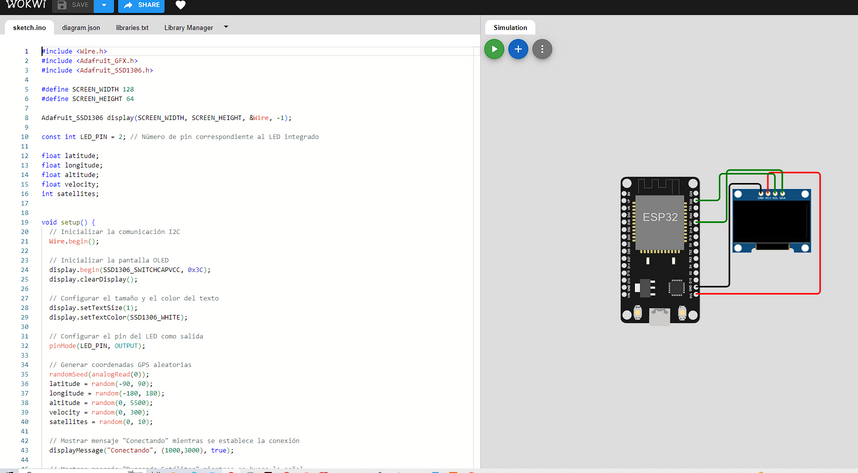 WOKWI SAVE SHARE
sketch.ino diagram.json libraries.txt Library Manager Simulation
1 #include <Wire.h>
2 #include <Adafruit_GFX.h>
3 #include <Adafruit_SSD1306.h>
4
5 #define SCREEN_WIDTH 128
6 #define SCREEN_HEIGHT 64
7
8 Adafruit_SSD1306 display(SCREEN_WIDTH, SCREEN_HEIGHT, &Wire, -1);
9
10 const int LED_PIN = 2; // Número de pin correspondiente al LED integrado
11
12 float latitude;
13 float longitude;
14 float altitude;
15 float velocity;
16 int satellites;
17
18
19 void setup() {
20 // Inicializar la comunicación I2C
21 Wire.begin();
22
23 // Inicializar la pantalla OLED
24 display.begin(SSD1306_SWITCHCAPVCC, 0x3C);
25 display.clearDisplay();
26
27 // Configurar el tamaño y el color del texto
28 display.setTextSize(1);
29 display.setTextColor(SSD1306_WHITE);
30
31 // Configurar el pin del LED como salida
32 pinMode(LED_PIN, OUTPUT);
33
34 // Generar coordenadas GPS aleatorias
35 randomSeed(analogRead(0));
36 latitude = random(-90, 90);
37 longitude = random(-180, 180);
38 altitude = random(0, 5500);
39 velocity = random(0, 300);
40 satellites = random(0, 10);
41
42 // Mostrar mensaje "Conectando" mientras se establece la conexión
43 displayMessage("Conectando", (1000,3000), true);
44
ESP32